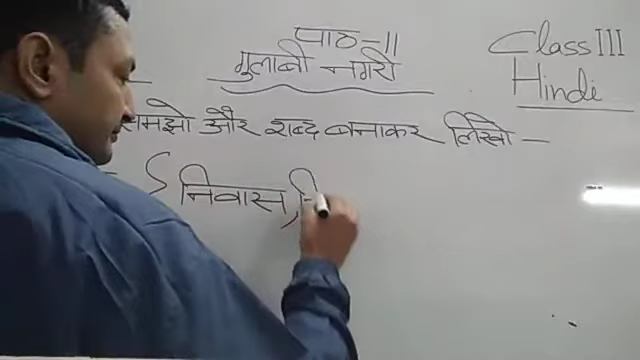 पाठ-11
गुलाबी नगरी
Class III
Hindi
समझो और शब्द बनाकर लिखो -
निवास,